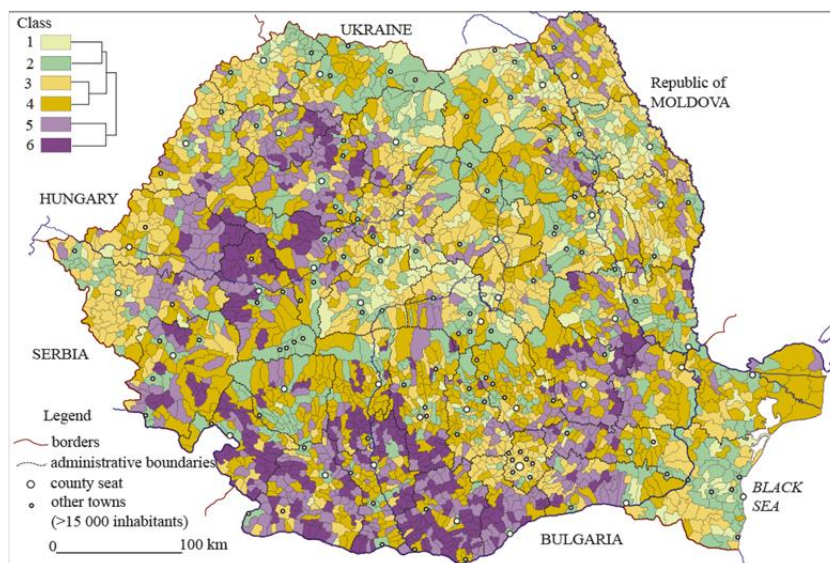 Class
1
2
3
4
5
6
UKRAINE
Republic of
MOLDOVA
HUNGARY
SERBIA
Legend
borders
administrative boundaries
county seat
other towns
(>15 000 inhabitants)
0 100 km
BULGARIA
BLACK
SEA